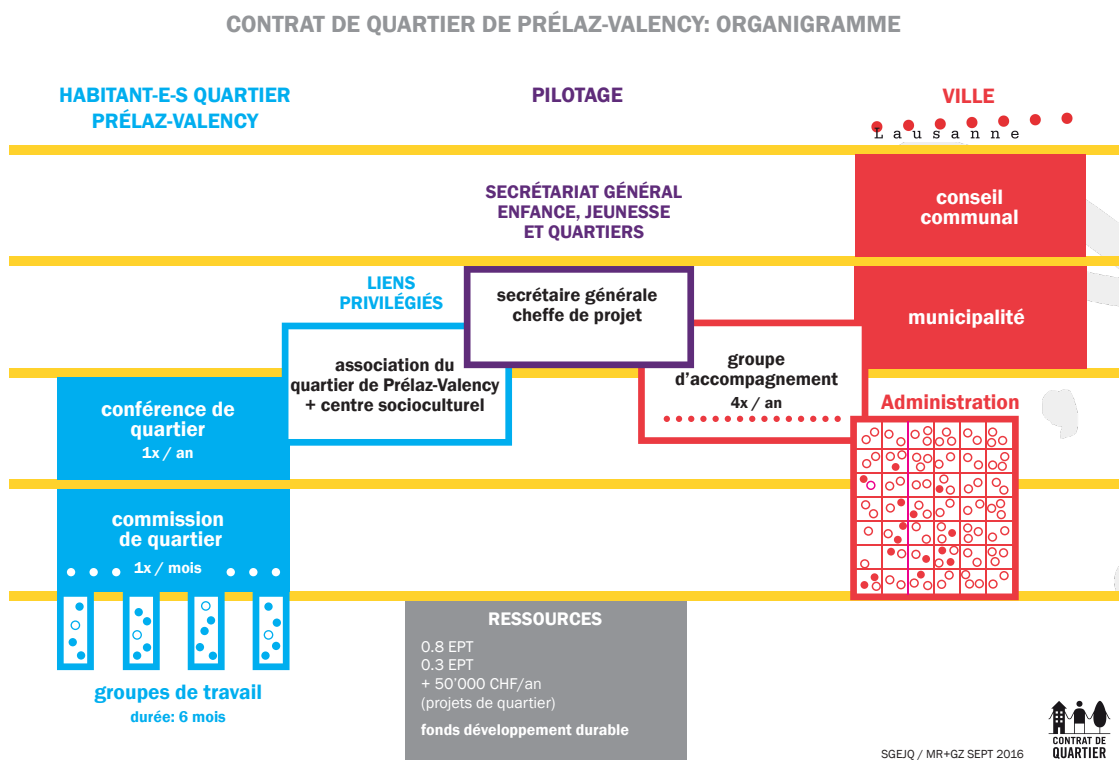 CONTRAT DE QUARTIER DE PRÉLAZ-VALENCY: ORGANIGRAMME
HABITANT-E-S QUARTIER
PRÉLAZ-VALENCY
PILOTAGE
VILLE
Lausanne
SECRÉTARIAT GÉNÉRAL
ENFANCE, JEUNESSE
ET QUARTIERS
conseil
communal
LIENS
PRIVILÉGIÉS
secrétaire générale
cheffe de projet
municipalité
association du
quartier de Prélaz-Valency
+ centre socioculturel
groupe
d'accompagnement
4x / an
conférence de
quartier
1x / an
Administration
commission
de quartier
1x / mois
groupes de travail
durée: 6 mois
RESSOURCES
0.8 EPT
0.3 EPT
+ 50'000 CHF/an
(projets de quartier)
fonds développement durable
SGEJQ / MR+GZ SEPT 2016
CONTRAT DE
QUARTIER